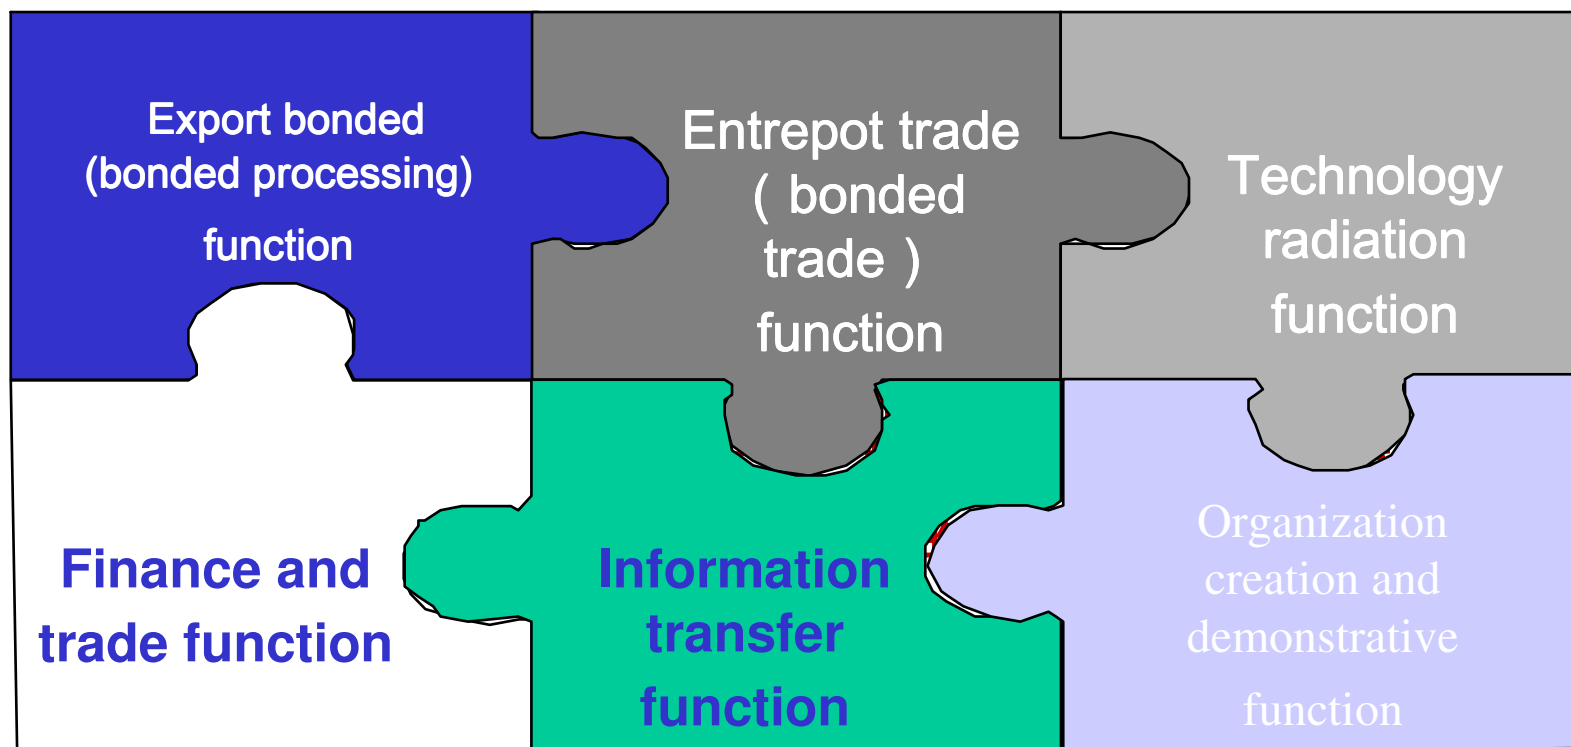 Export bonded
(bonded processing)
function
Entrepot trade
( bonded
trade )
function
Technology
radiation
function
Finance and
trade function
Information
transfer
function
Organization
creation and
demonstrative
function